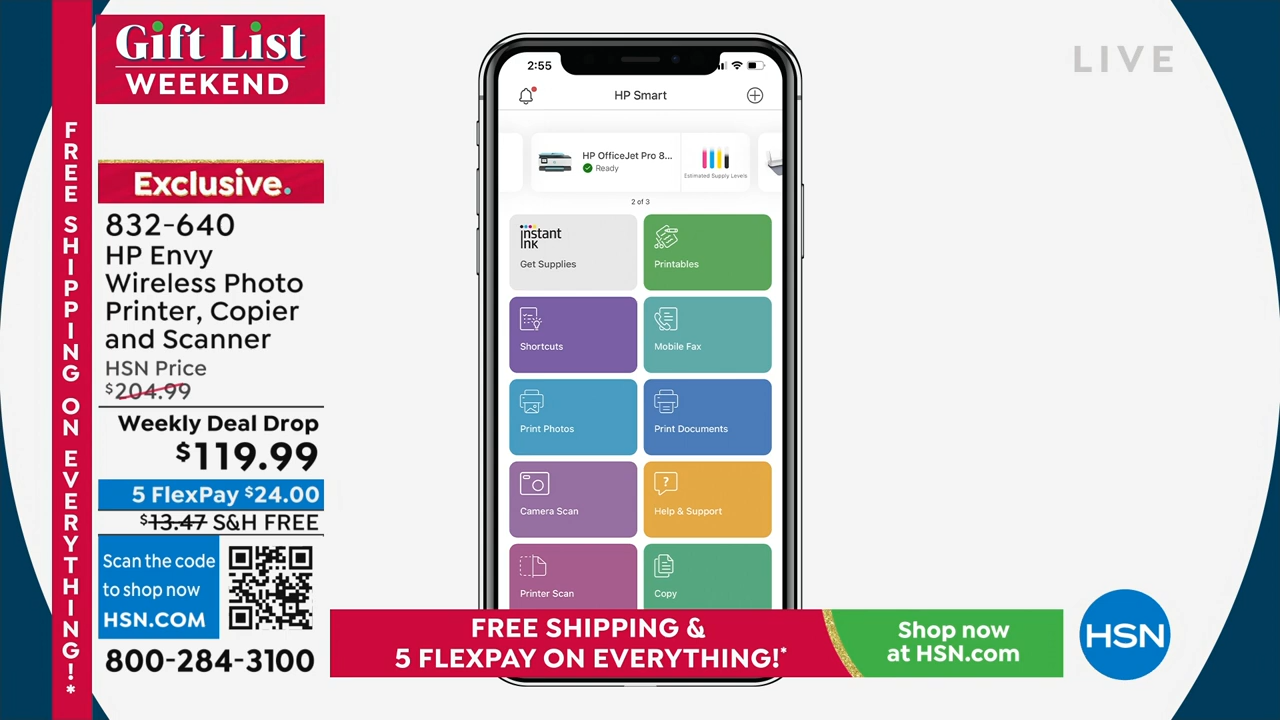 Gift List
WEEKEND
FREE SHIPPING ON EVERYTHING!*
Exclusive.
832-640
HP Envy
Wireless Photo
Printer, Copier
and Scanner
HSN Price
$204.99
Weekly Deal Drop
$119.99
5 FlexPay $24.00
$13.47 S&H FREE
Scan the code
to shop now
HSN.COM
800-284-3100
LIVE
2:55
HP Smart
HP OfficeJet Pro 8...
Ready
Estimated Supply Levels
2 of 3
instant
ink
Get Supplies
Printables
Shortcuts
Mobile Fax
Print Photos
Print Documents
Camera Scan
Help & Support
Printer Scan
Copy
FREE SHIPPING &
5 FLEXPAY ON EVERYTHING!*
Shop now
at HSN.com
HSN